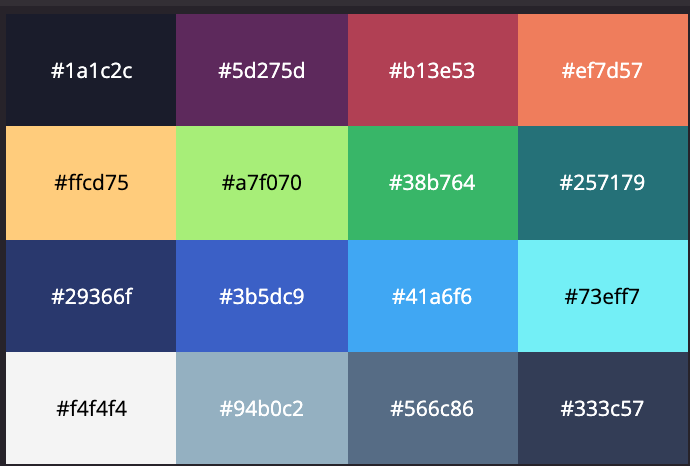 #1a1c2c #5d275d #b13e53 #ef7d57
#ffcd75 #a7f070 #38b764 #257179
#29366f #3b5dc9 #41a6f6 #73eff7
#f4f4f4 #94b0c2 #566c86 #333c57